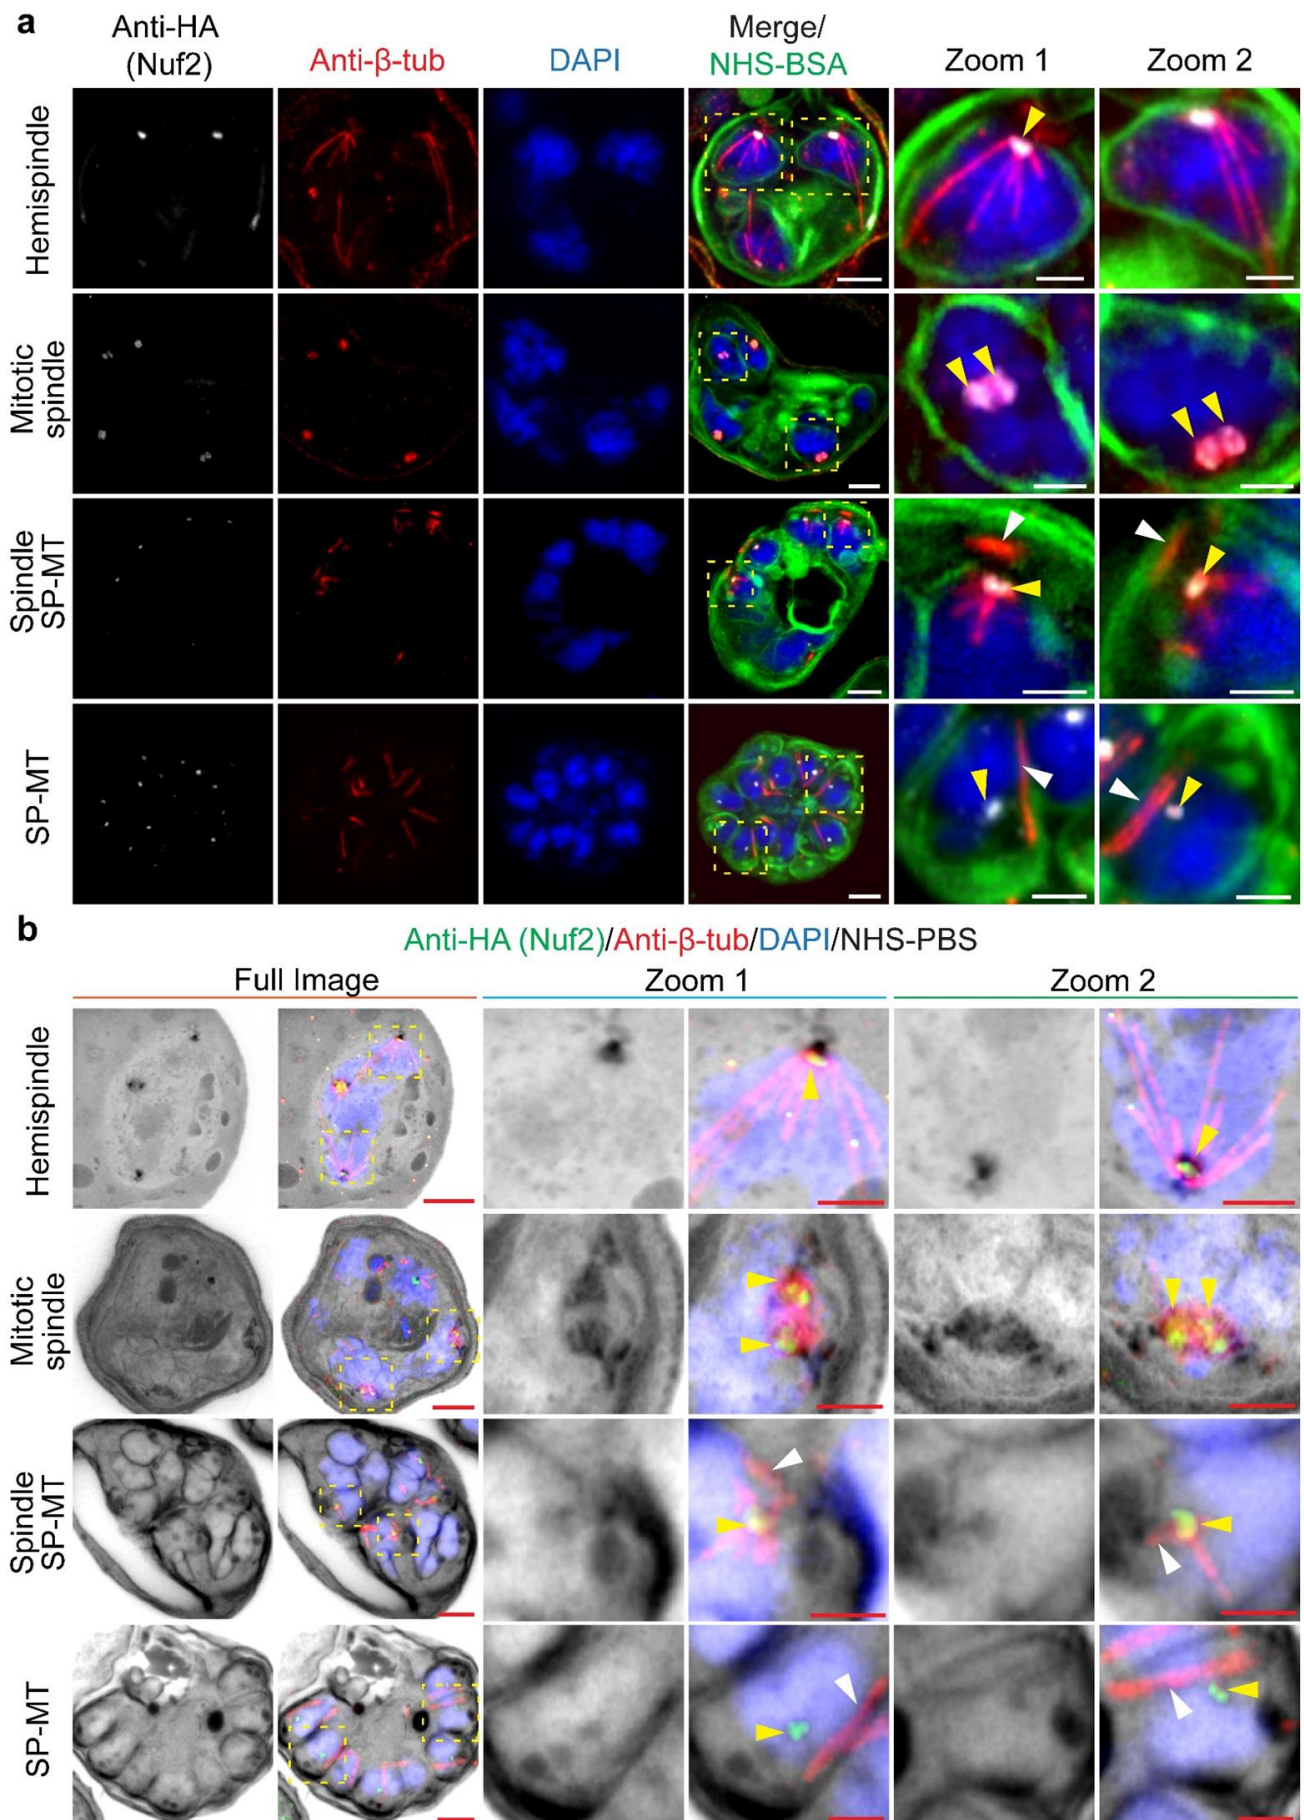 a
Anti-HA
(Nuf2)
Anti-β-tub
DAPI
Merge/
NHS-BSA
Zoom 1
Zoom 2
Hemispindle
Mitotic
spindle
Spindle
SP-MT
SP-MT
b
Anti-HA (Nuf2)/Anti-β-tub/DAPI/NHS-PBS
Full Image
Zoom 1
Zoom 2
Hemispindle
Mitotic
spindle
Spindle
SP-MT
SP-MT